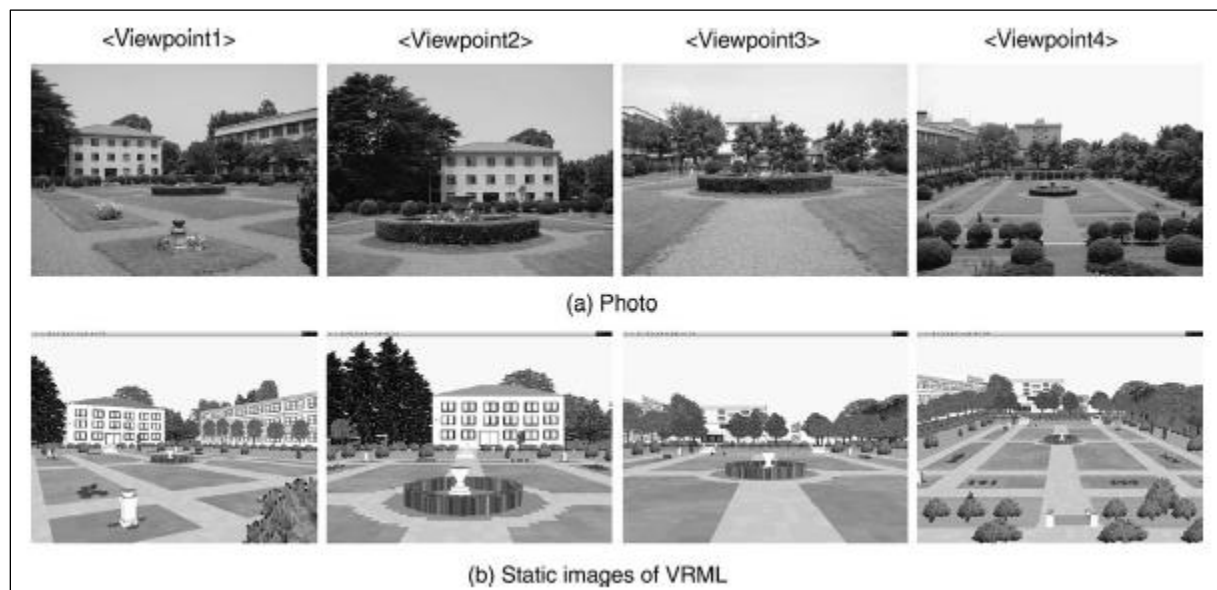 <Viewpoint1> <Viewpoint2> <Viewpoint3> <Viewpoint4>
(a) Photo
(b) Static images of VRML